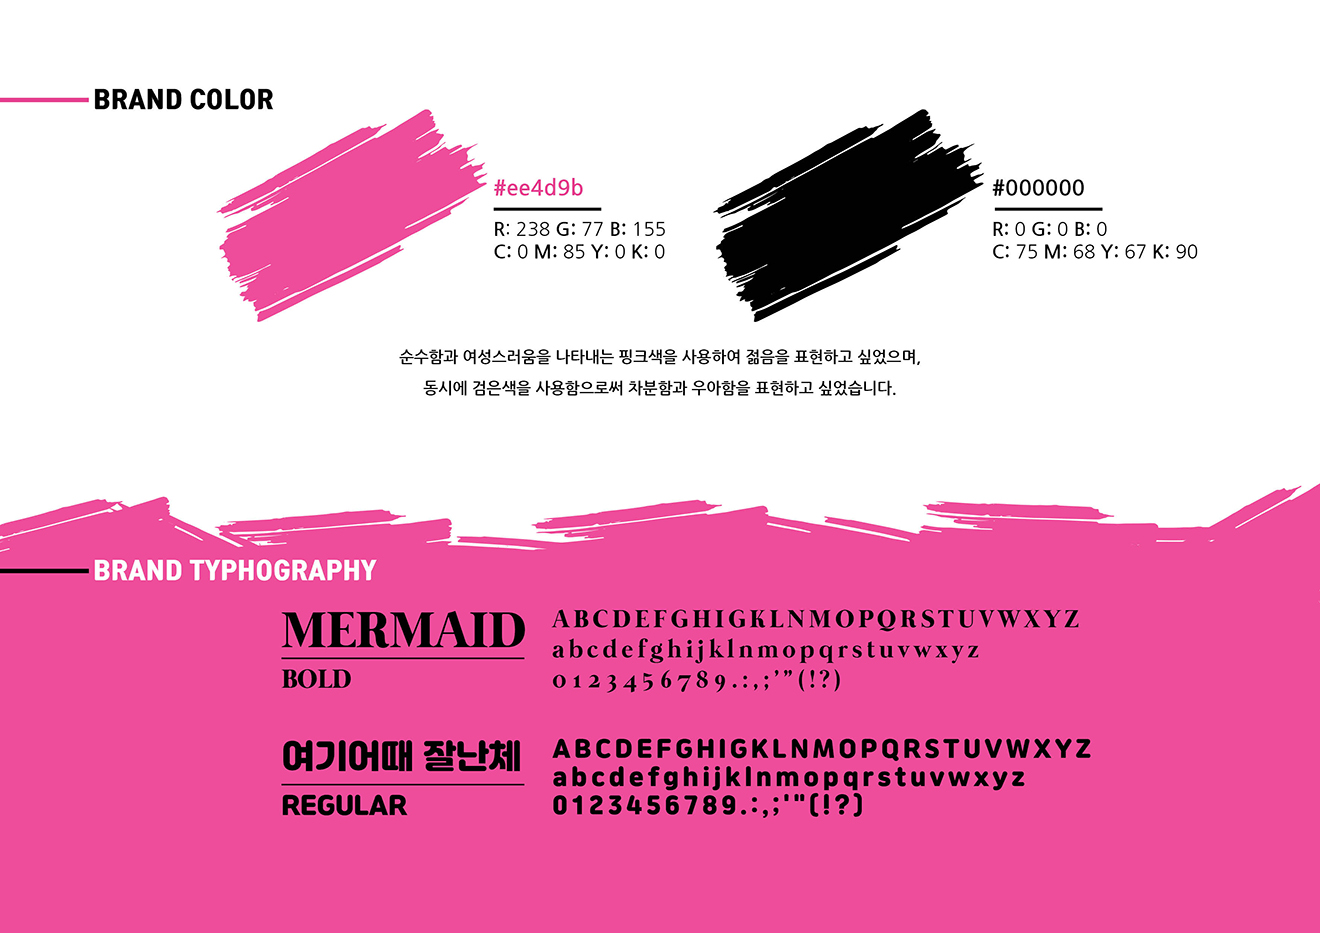 BRAND COLOR
#ee4d9b
R: 238 G: 77 B: 155
C: 0 M: 85 Y: 0 K: 0
#000000
R: 0 G: 0 B: 0
C: 75 M: 68 Y: 67 K: 90
순수함과 여성스러움을 나타내는 핑크색을 사용하여 젊음을 표현하고 싶었으며,
동시에 검은색을 사용함으로써 차분함과 우아함을 표현하고 싶었습니다.
BRAND TYPHOGRAPHY
MERMAID
BOLD
ABCDEFGHIGKLNMOPQRSTUVWXYZ
abcdefghijklnmopqrstuvwxyz
0123456789.:,;'"(!?)
여기어때 잘난체
REGULAR
ABCDEFGHIGKLNMOPQRSTUVWXYZ
abcdefghijklnmopqrstuvwxyz
0123456789.:,;'"(!?)